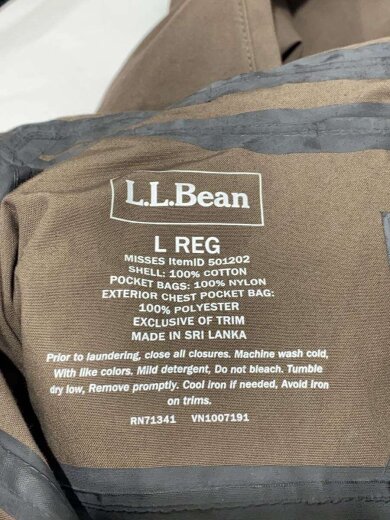 L.L.Bean
L REG
MISSES ItemID 501202
SHELL: 100% COTTON
POCKET BAGS: 100% NYLON
EXTERIOR CHEST POCKET BAG:
100% POLYESTER
EXCLUSIVE OF TRIM
MADE IN SRI LANKA
Prior to laundering, close all closures. Machine wash cold,
With like colors. Mild detergent, Do not bleach. Tumble
dry low, Remove promptly. Cool iron if needed, Avoid iron
on trims.
RN71341 VN1007191